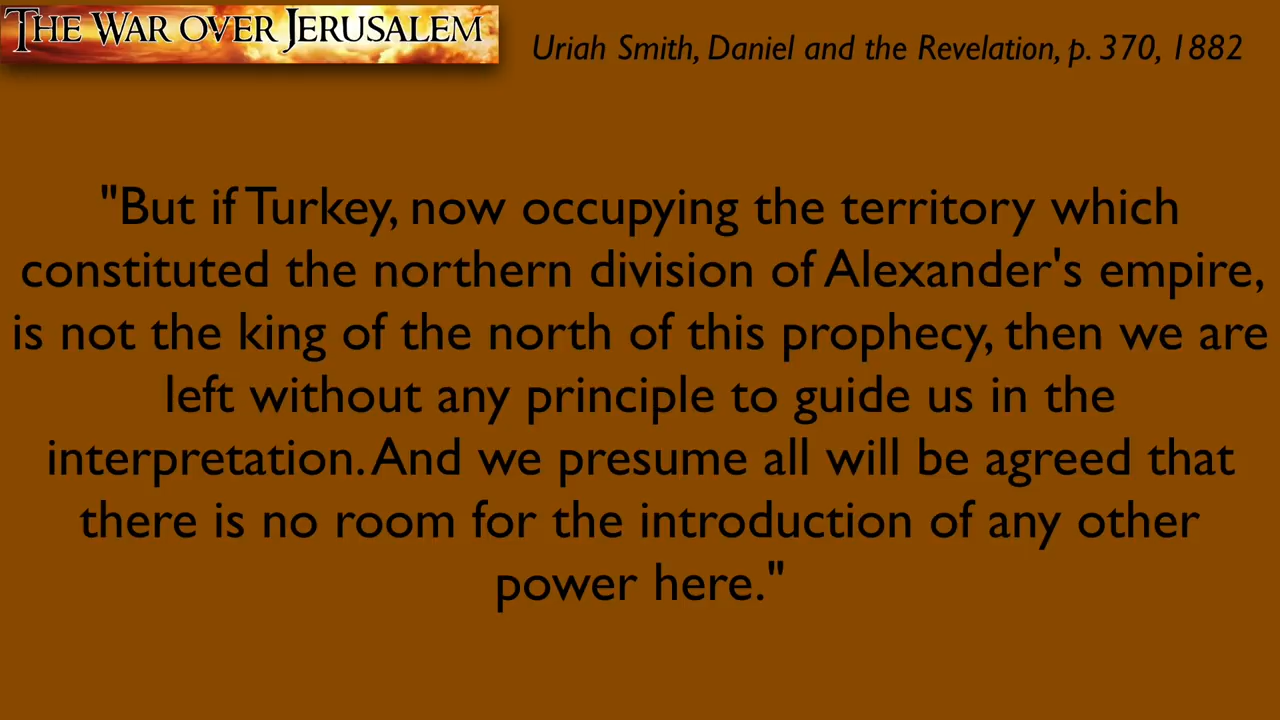 THE WAR OVER JERUSALEM
Uriah Smith, Daniel and the Revelation, p. 370, 1882
"But if Turkey, now occupying the territory which
constituted the northern division of Alexander's empire,
is not the king of the north of this prophecy, then we are
left without any principle to guide us in the
interpretation. And we presume all will be agreed that
there is no room for the introduction of any other
power here."